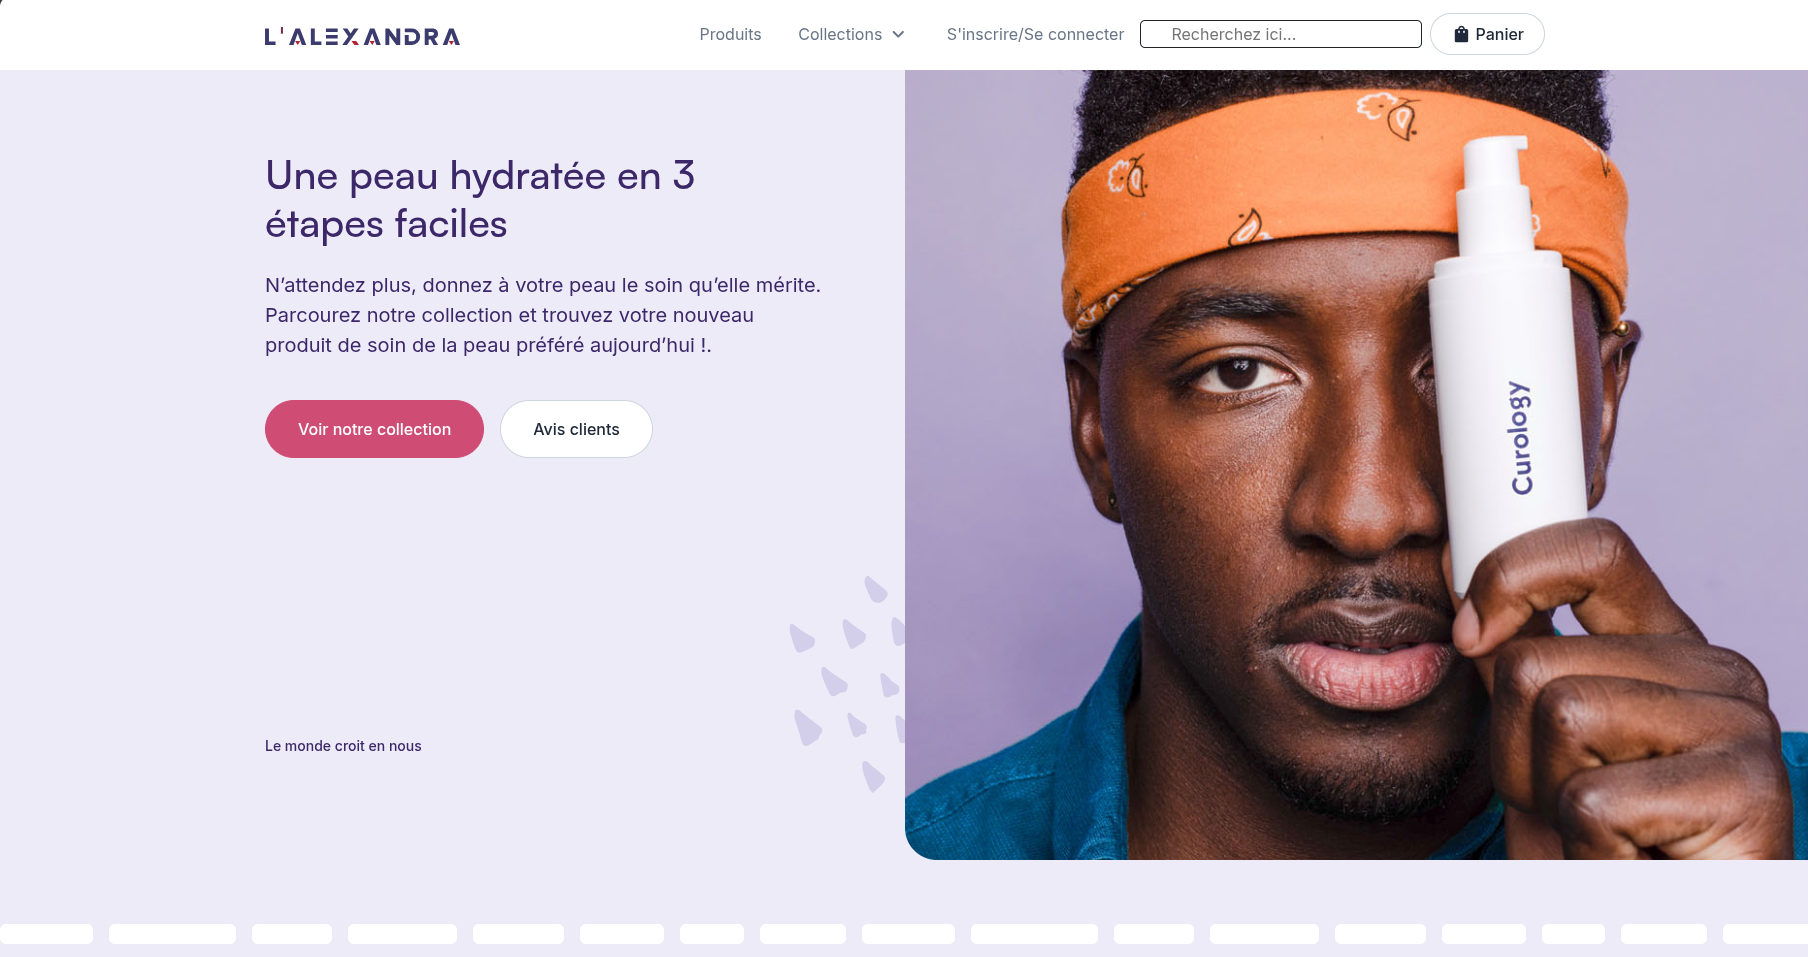 L'ALEXANDRA
Produits
Collections
S'inscrire/Se connecter
Recherchez ici...
Panier
Une peau hydratée en 3
étapes faciles
N’attendez plus, donnez à votre peau le soin qu’elle mérite.
Parcourez notre collection et trouvez votre nouveau
produit de soin de la peau préféré aujourd’hui !.
Voir notre collection
Avis clients
Curology
Le monde croit en nous